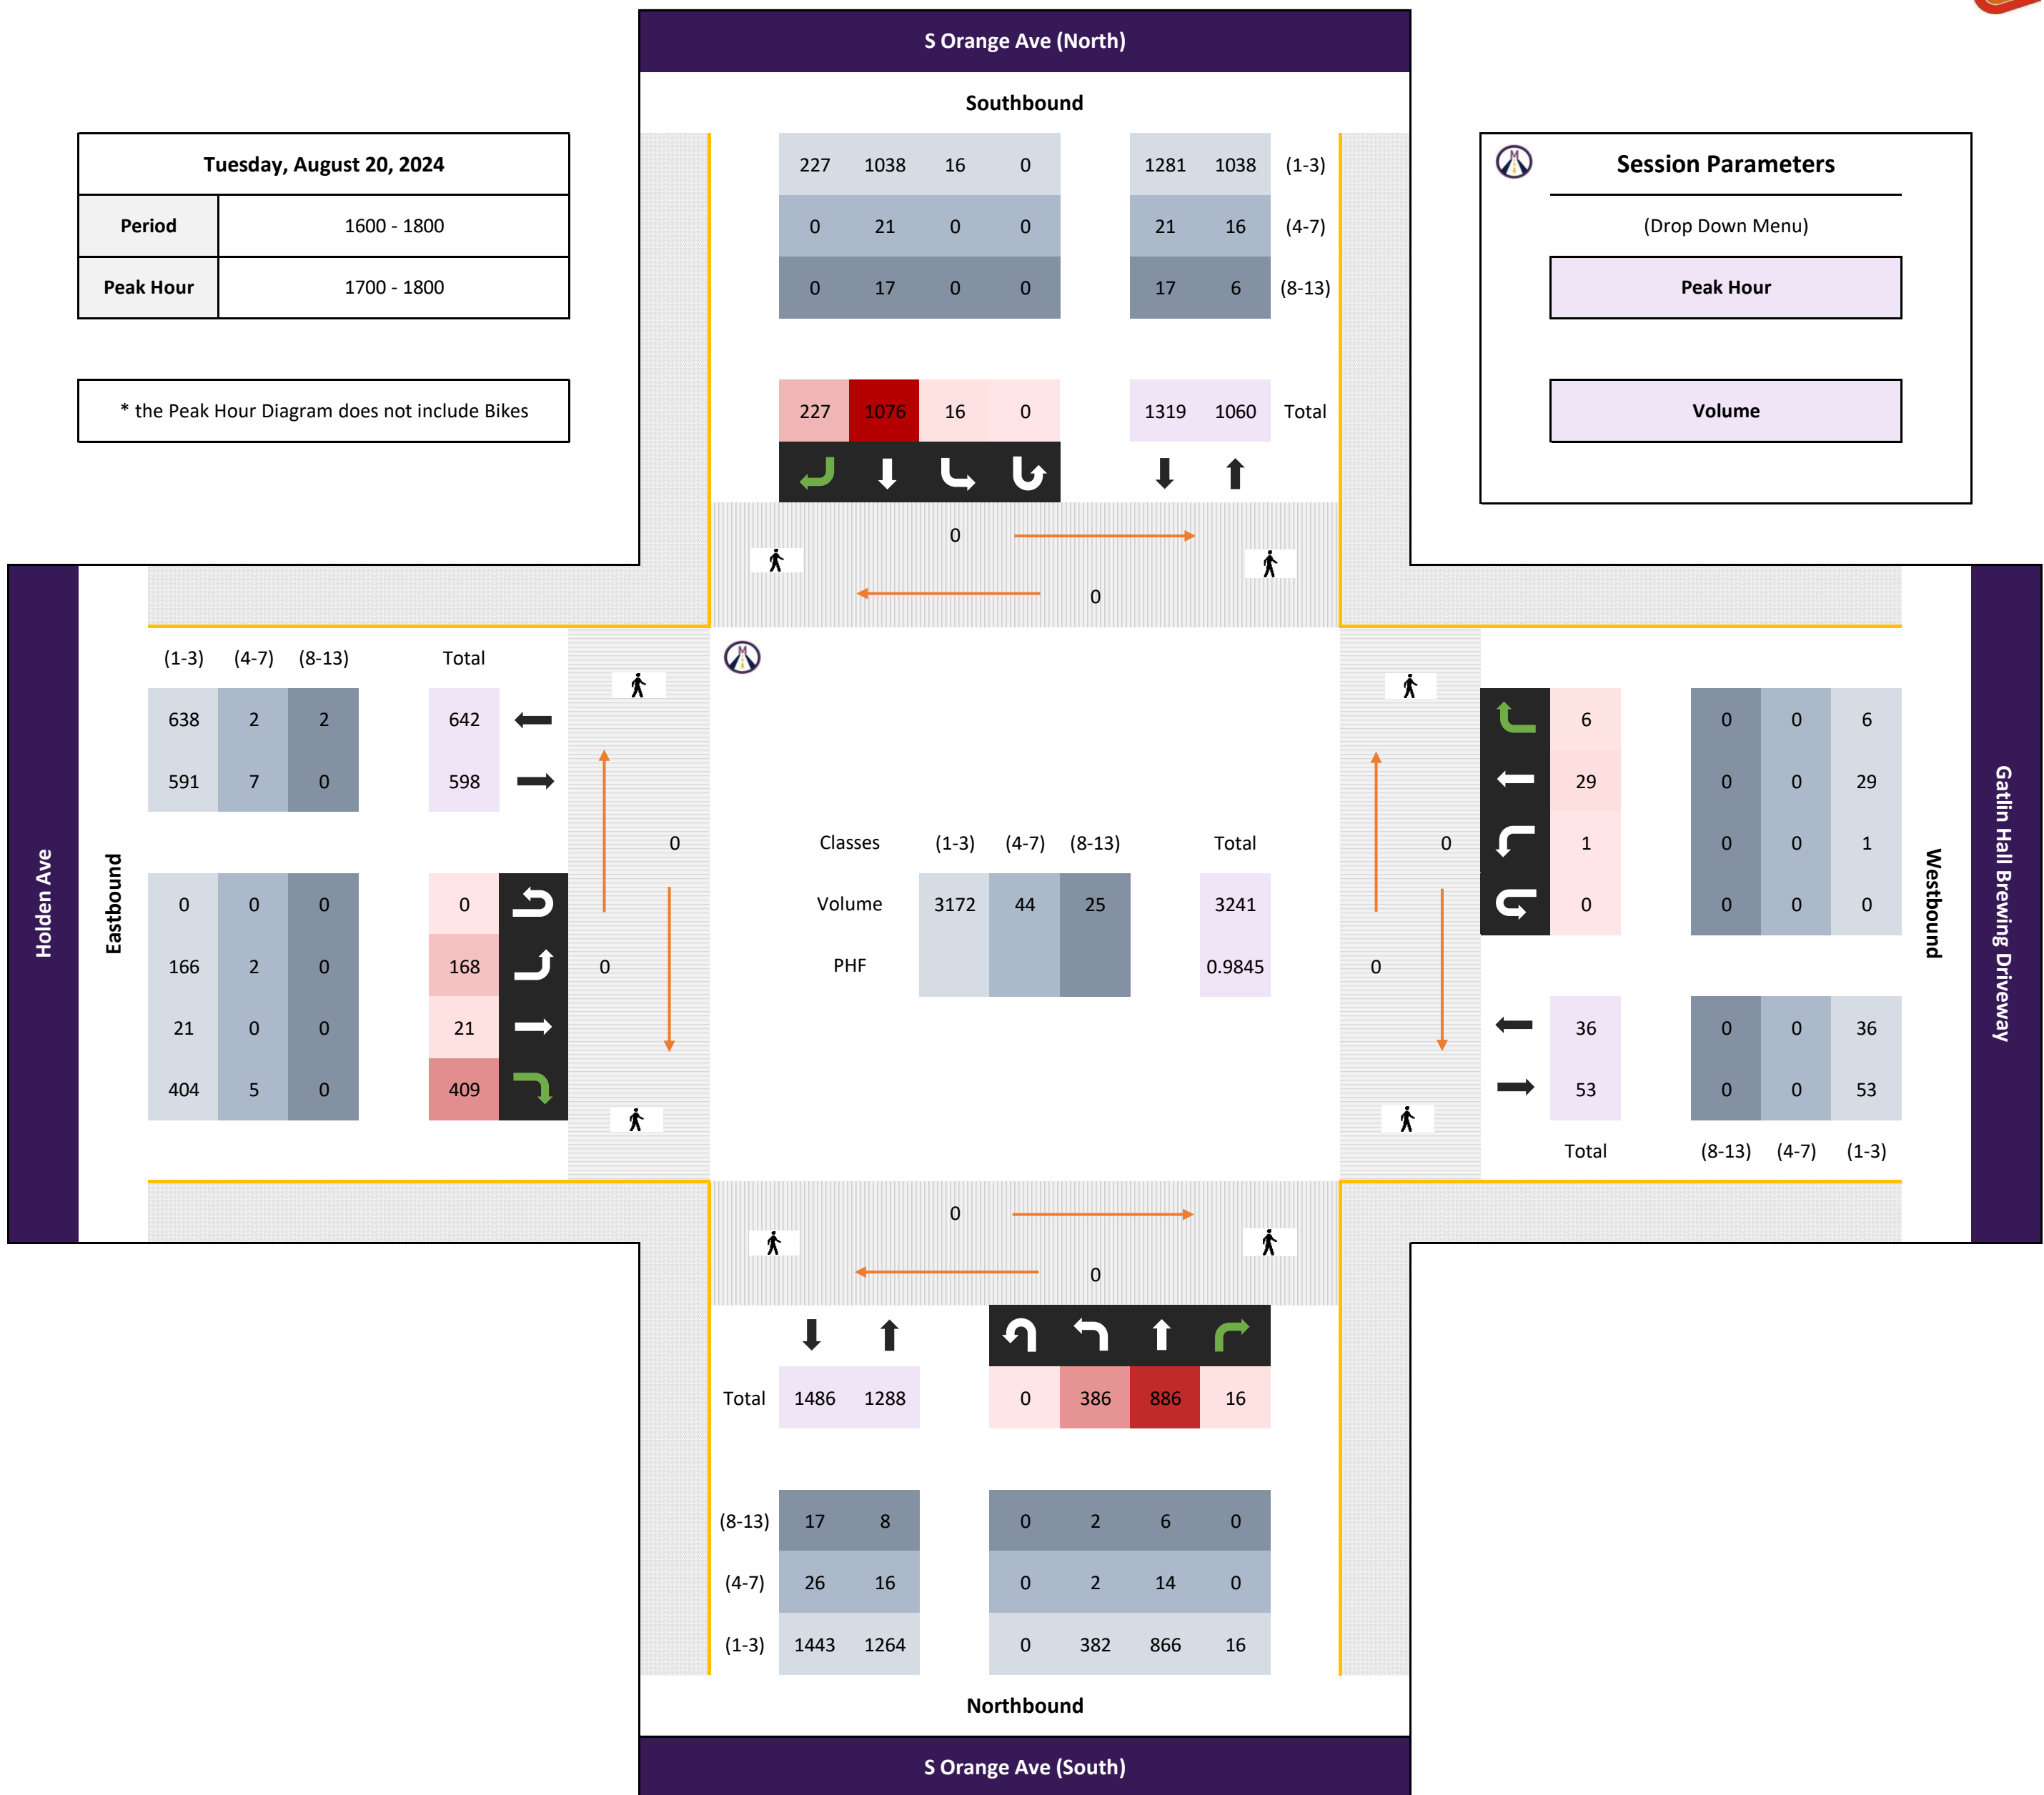 S Orange Ave (North)
Southbound
Tuesday, August 20, 2024
Period 1600 - 1800
Peak Hour 1700 - 1800
* the Peak Hour Diagram does not include Bikes
227 1038 16 0 1281 1038 (1-3)
0 21 0 0 21 16 (4-7)
0 17 0 0 17 6 (8-13)
227 1076 16 0 1319 1060 Total
M Session Parameters
(Drop Down Menu)
Peak Hour
Volume
0
0
Holden Ave
Eastbound
(1-3) (4-7) (8-13) Total
638 2 2 642
591 7 0 598
0 0 0 0
166 2 0 168
21 0 0 21
404 5 0 409
0
0
M
Classes (1-3) (4-7) (8-13) Total
Volume 3172 44 25 3241
PHF 0.9845
0
0
6 0 0 6
29 0 0 29
1 0 0 1
0 0 0 0
36 0 0 36
53 0 0 53
Total (8-13) (4-7) (1-3)
Westbound
Gatlin Hall Brewing Driveway
0
0
Total 1486 1288 0 386 886 16
(8-13) 17 8 0 2 6 0
(4-7) 26 16 0 2 14 0
(1-3) 1443 1264 0 382 866 16
Northbound
S Orange Ave (South)